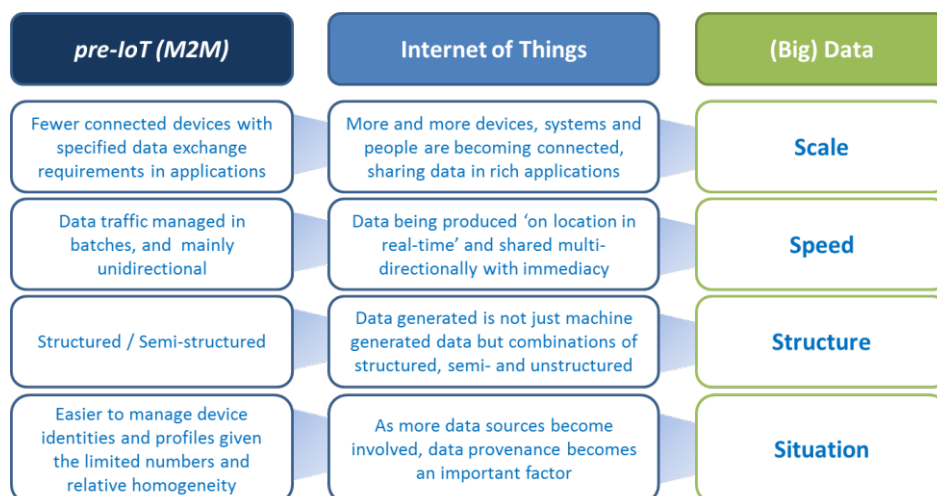 pre-IoT (M2M)
Internet of Things
(Big) Data
Fewer connected devices with
specified data exchange
requirements in applications
More and more devices, systems and
people are becoming connected,
sharing data in rich applications
Scale
Data traffic managed in
batches, and mainly
unidirectional
Data being produced ‘on location in
real-time’ and shared multi-
directionally with immediacy
Speed
Structured / Semi-structured
Data generated is not just machine
generated data but combinations of
structured, semi- and unstructured
Structure
Easier to manage device
identities and profiles given
the limited numbers and
relative homogeneity
As more data sources become
involved, data provenance becomes
an important factor
Situation